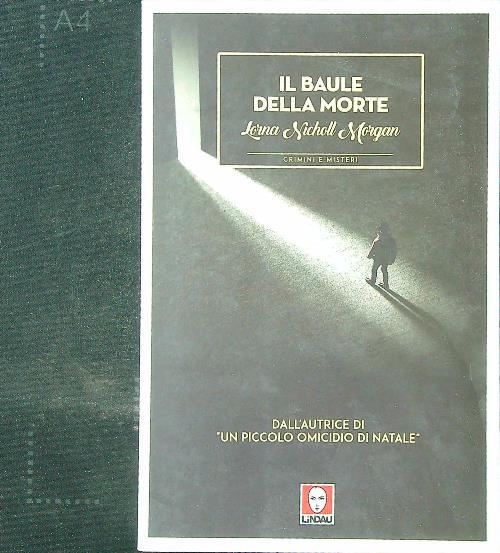 A4
IL BAULE
DELLA MORTE
Lorna Nicholl Morgan
CRIMINI E MISTERI
DALL'AUTRICE DI
"UN PICCOLO OMICIDIO DI NATALE"
LiNDAU